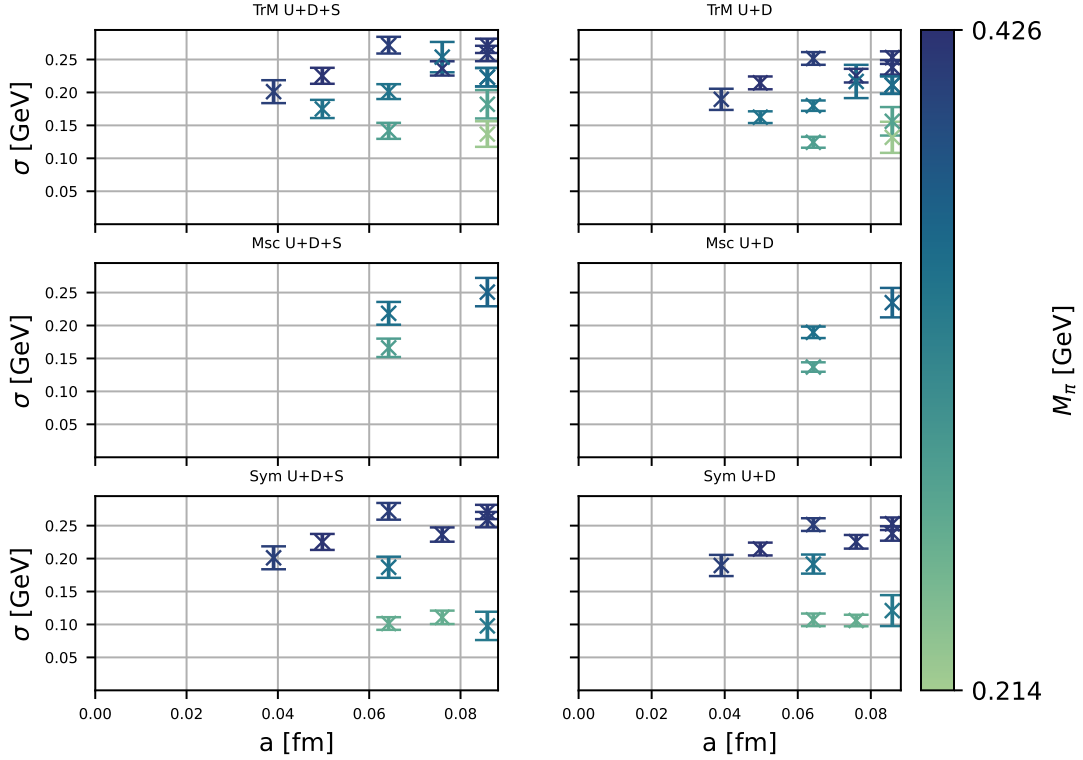 TrM U+D+S
TrM U+D
0.25
0.20
0.15
0.10
0.05
σ [GeV]
0.426
Msc U+D+S
Msc U+D
0.25
0.20
0.15
0.10
0.05
σ [GeV]
Mπ [GeV]
Sym U+D+S
Sym U+D
0.25
0.20
0.15
0.10
0.05
σ [GeV]
0.214
0.00 0.02 0.04 0.06 0.08
0.00 0.02 0.04 0.06 0.08
a [fm]
a [fm]